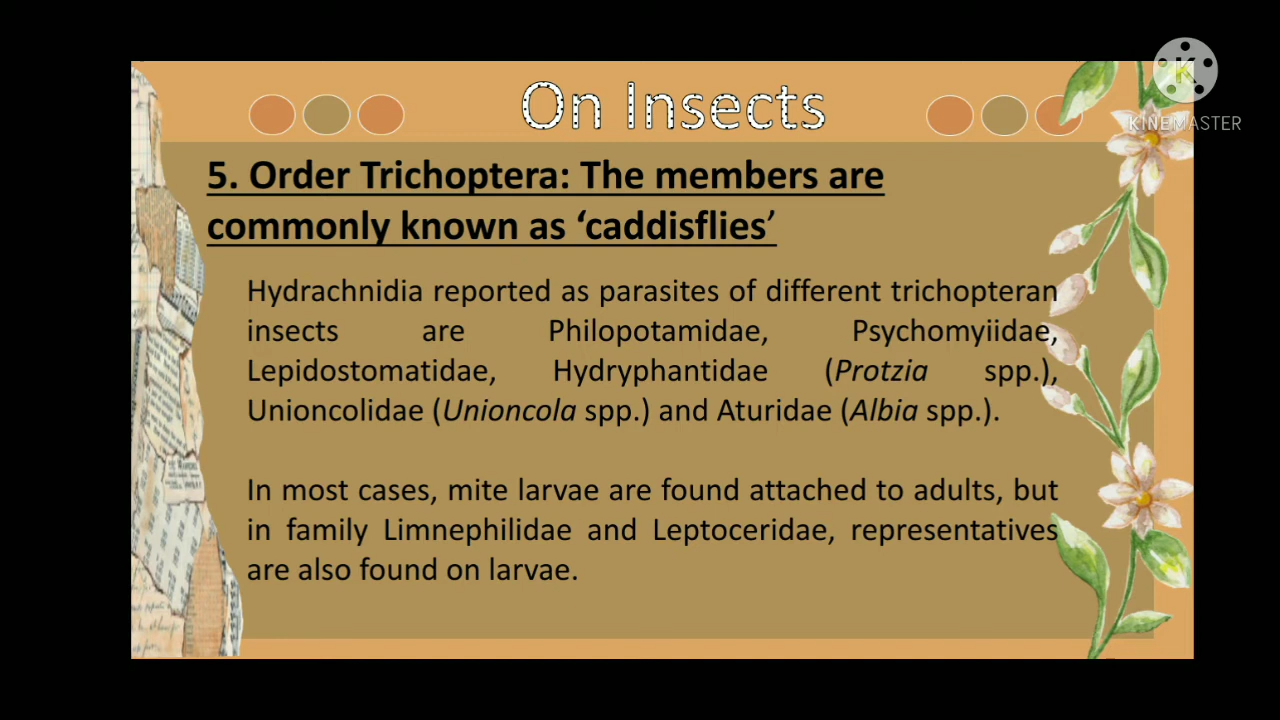 On Insects
K
KINEMASTER
5. Order Trichoptera: The members are
commonly known as ‘caddisflies’
Hydrachnidia reported as parasites of different trichopteran
insects are Philopotamidae, Psychomyiidae,
Lepidostomatidae, Hydryphantidae (Protzia spp.),
Unioncolidae (Unioncola spp.) and Aturidae (Albia spp.).
In most cases, mite larvae are found attached to adults, but
in family Limnephilidae and Leptoceridae, representatives
are also found on larvae.